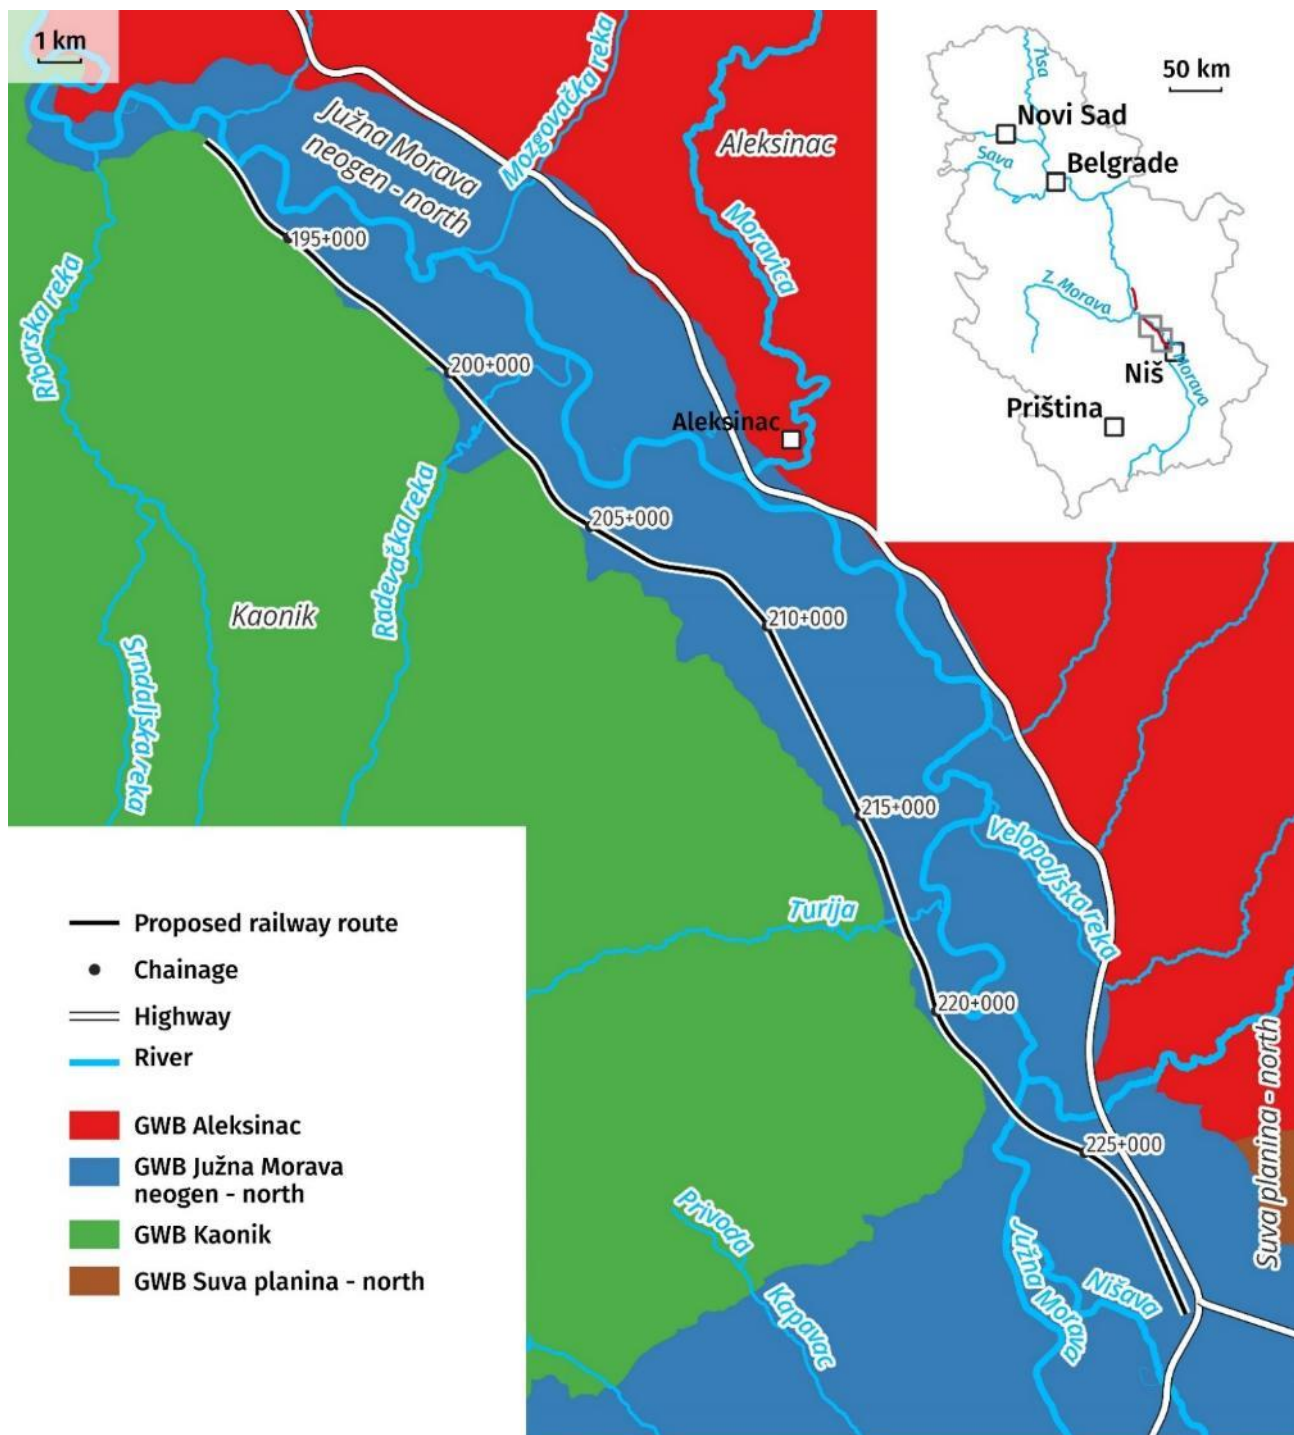 1 km
Mozgovačka reka
Južna Morava
neogen - north
Aleksinac
Moravica
195+000
Ribarska reka
200+000
Aleksinac
Radevačka reka
205+000
Kaonik
210+000
Srndaljska reka
215+000
Velopoljska reka
Turija
220+000
225+000
Suva planina - north
Privoda
Kapavac
Južna Morava
Nišava
Tisa
50 km
Novi Sad
Sava
Belgrade
Z. Morava
Niš
Morava
Priština
Proposed railway route
Chainage
Highway
River
GWB Aleksinac
GWB Južna Morava
neogen - north
GWB Kaonik
GWB Suva planina - north